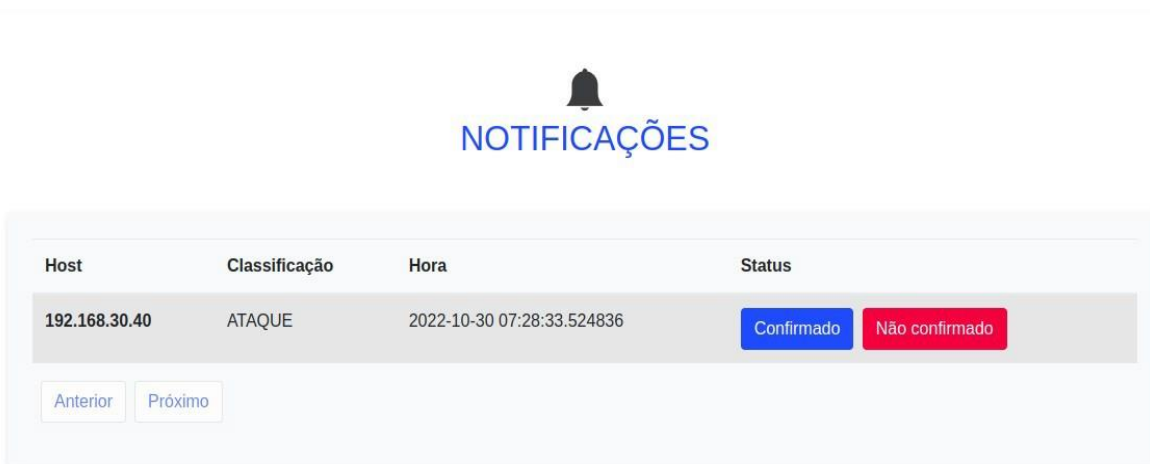 NOTIFICAÇÕES
Host Classificação Hora Status
192.168.30.40 ATAQUE 2022-10-30 07:28:33.524836 Confirmado Não confirmado
Anterior Próximo